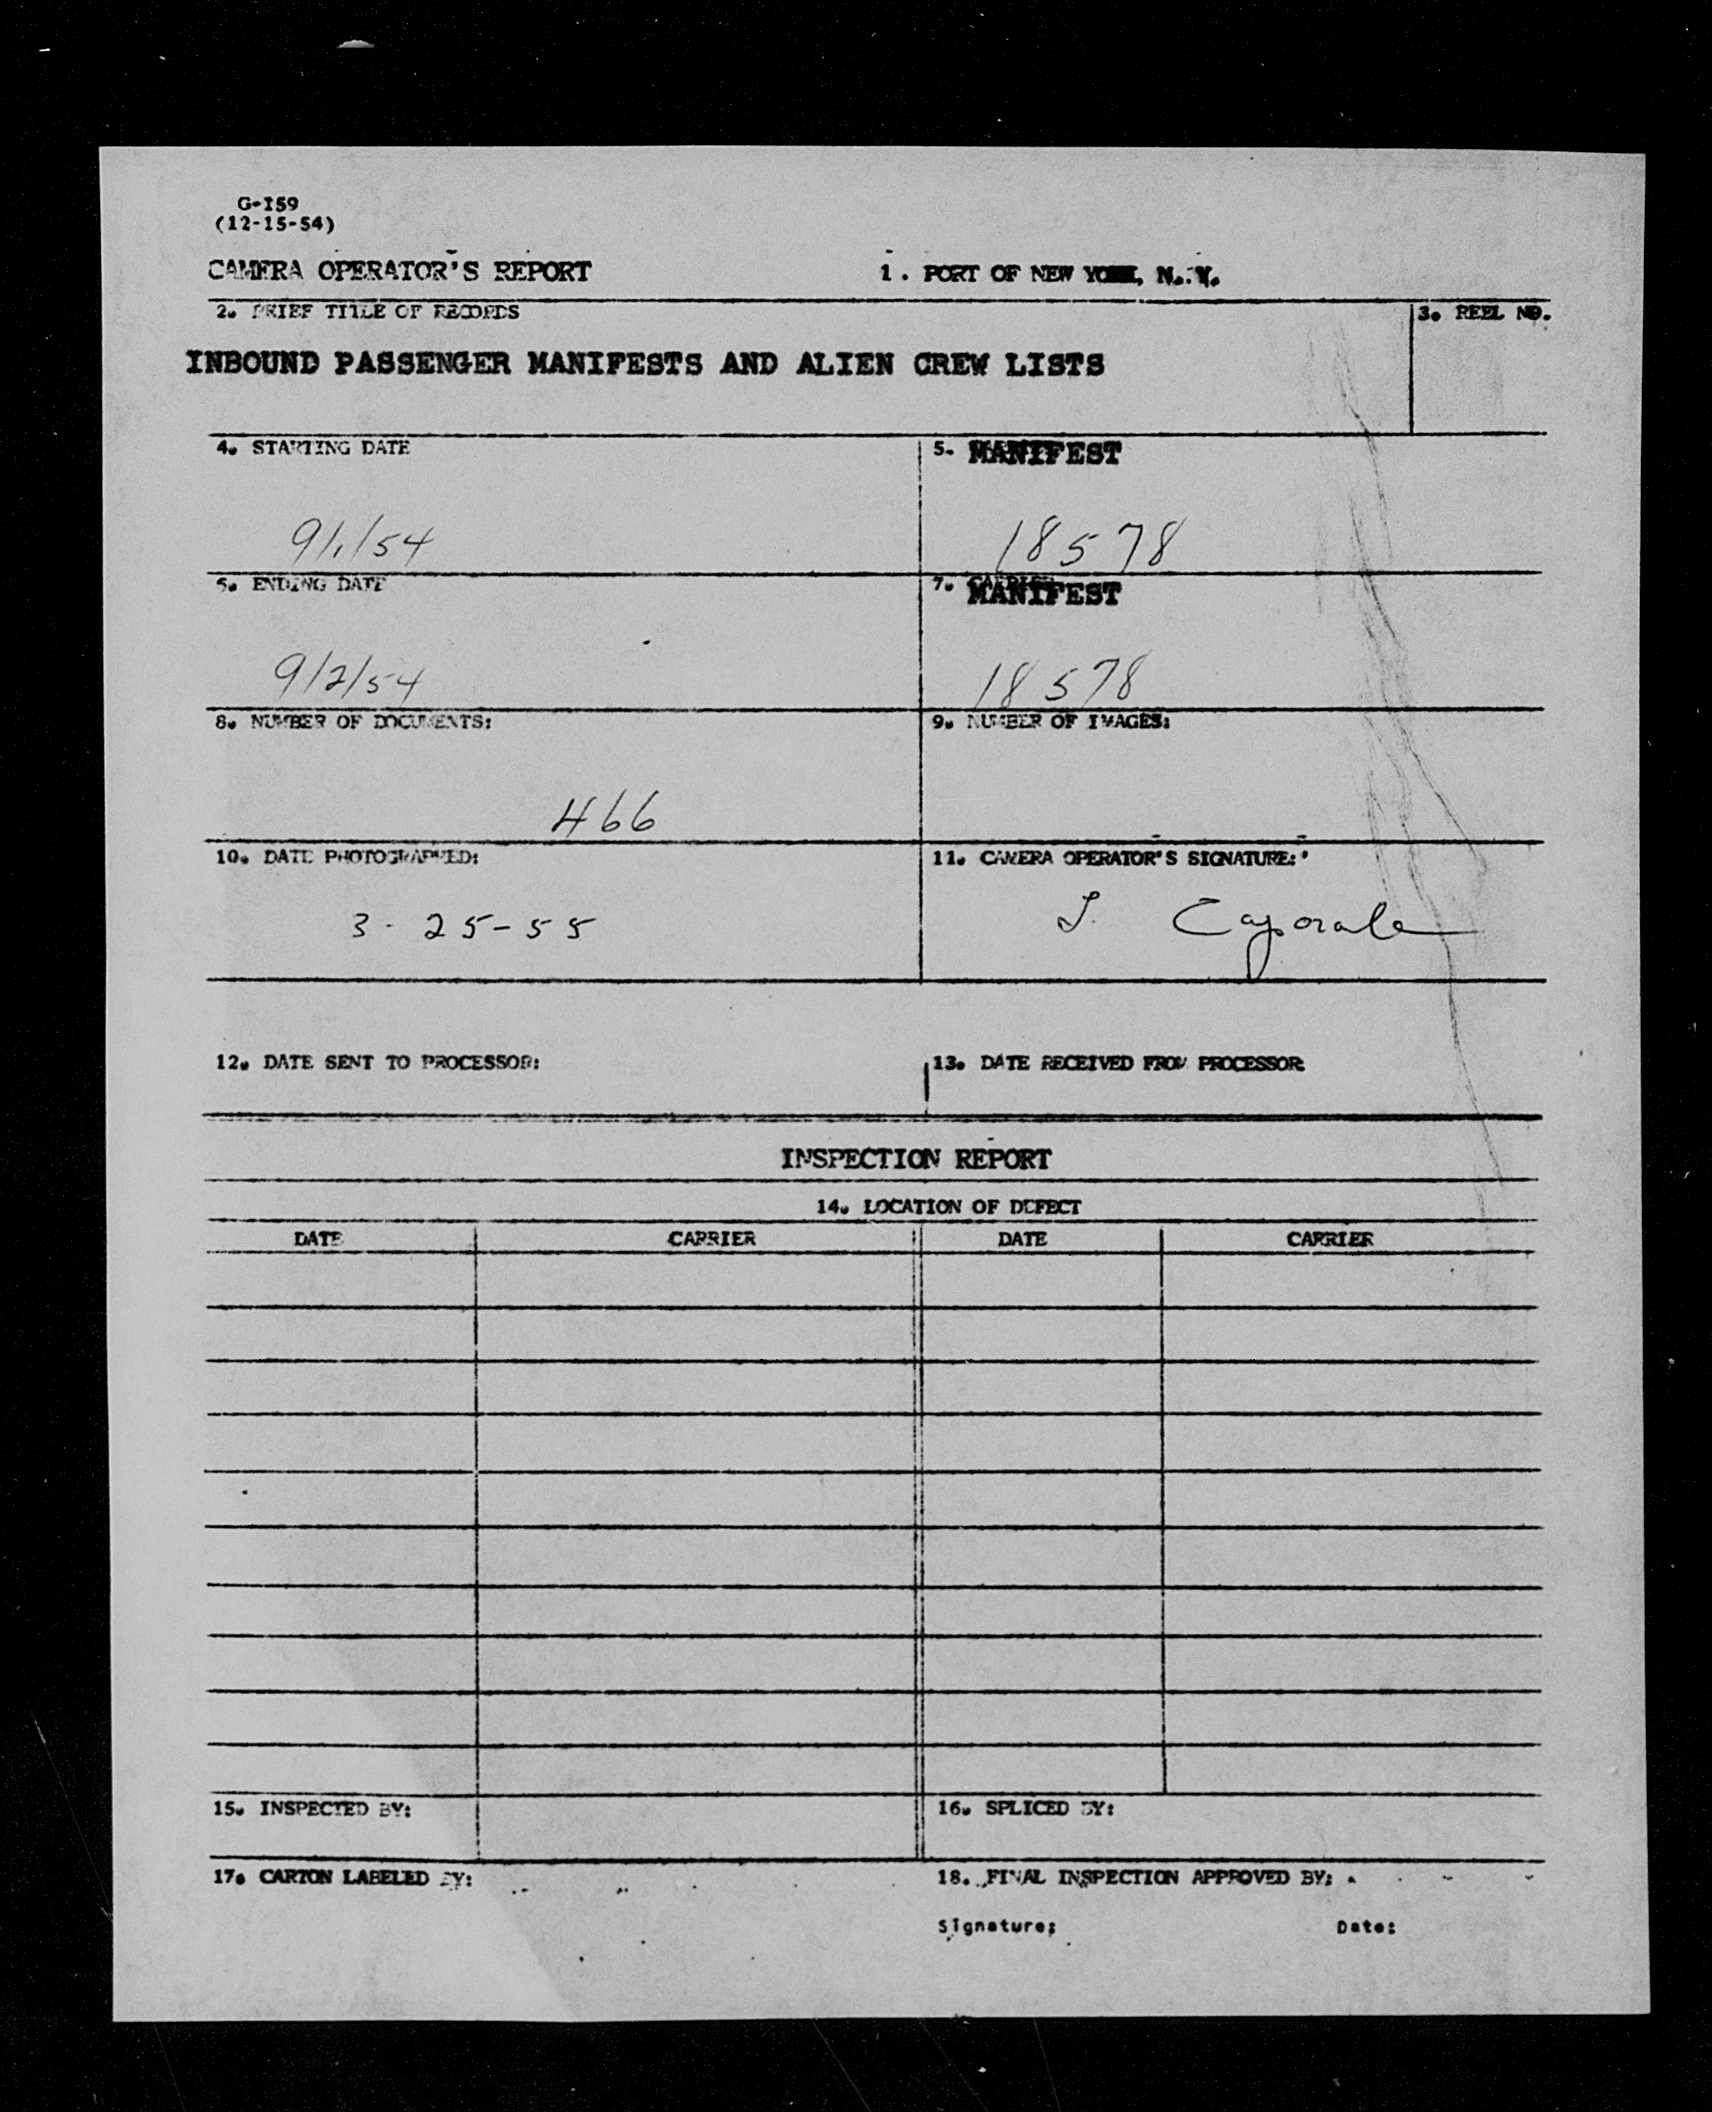 G-159
(12-15-54)
CAMERA OPERATOR'S REPORT
1. PORT OF NEW YORK, N. Y.
2. BRIEF TITLE OF RECORDS
3. REEL NO.
INBOUND PASSENGER MANIFESTS AND ALIEN CREW LISTS
4. STARTING DATE
5. MANIFEST
9/1/54
18578
6. ENDING DATE
7. MANIFEST
9/2/54
18578
8. NUMBER OF DOCUMENTS:
9. NUMBER OF IMAGES:
466
10. DATE PHOTOGRAPHED:
11. CAMERA OPERATOR'S SIGNATURE:
3-25-55
Caporale
12. DATE SENT TO PROCESSOR:
13. DATE RECEIVED FROM PROCESSOR
INSPECTION REPORT
14. LOCATION OF DEFECT
DATE CARRIER DATE CARRIER
15. INSPECTED BY:
16. SPLICED BY:
17. CARTON LABELED BY:
18. FINAL INSPECTION APPROVED BY:
Signature: Date: